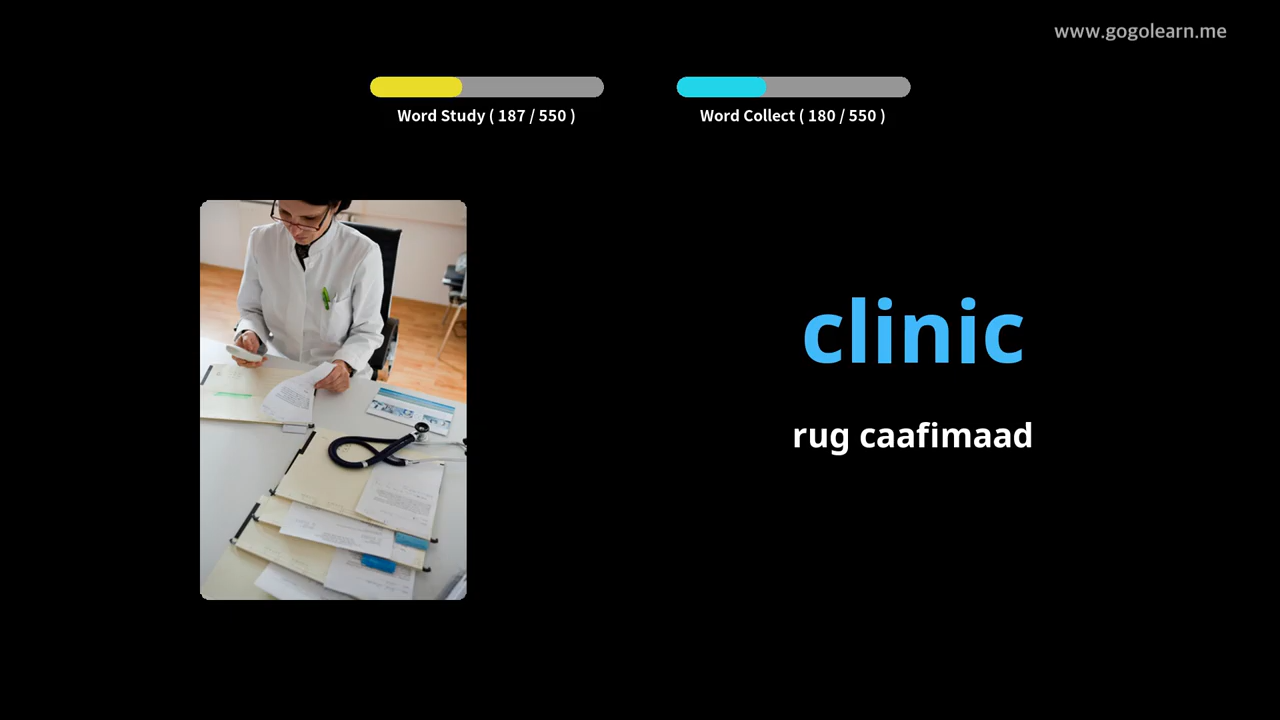 www.gogolearn.me
Word Study ( 187 / 550 )
Word Collect ( 180 / 550 )
clinic
rug caafimaad